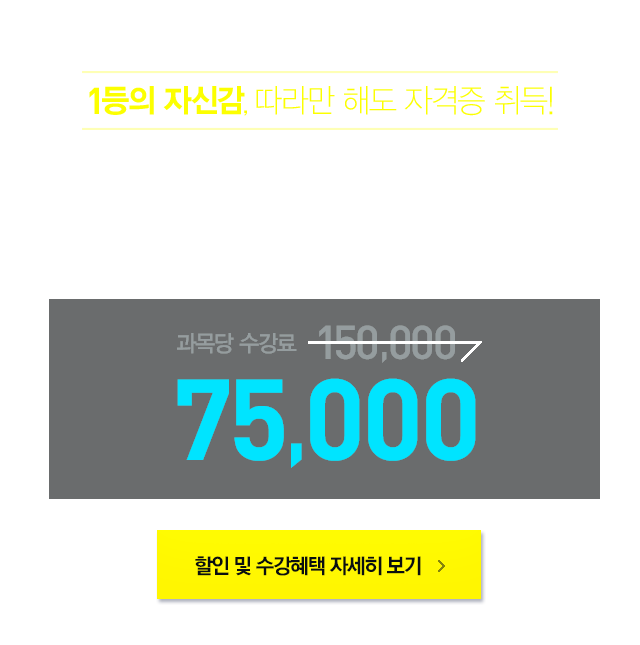 1등의 자신감, 따라만 해도 자격증 취득!
과목당 수강료 150,000
75,000
할인 및 수강혜택 자세히 보기 >